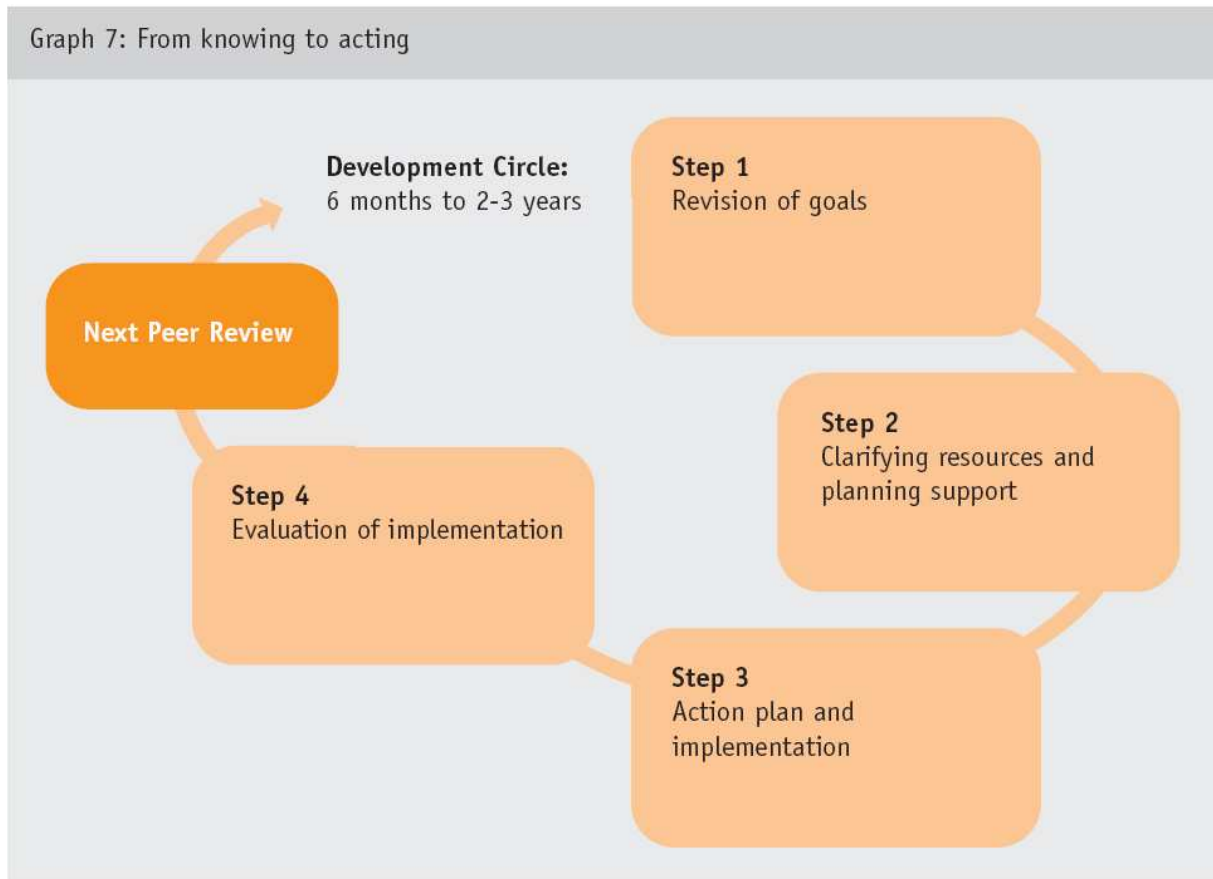 Graph 7: From knowing to acting
Development Circle:
6 months to 2-3 years
Step 1
Revision of goals
Step 2
Clarifying resources and
planning support
Step 3
Action plan and
implementation
Step 4
Evaluation of implementation
Next Peer Review